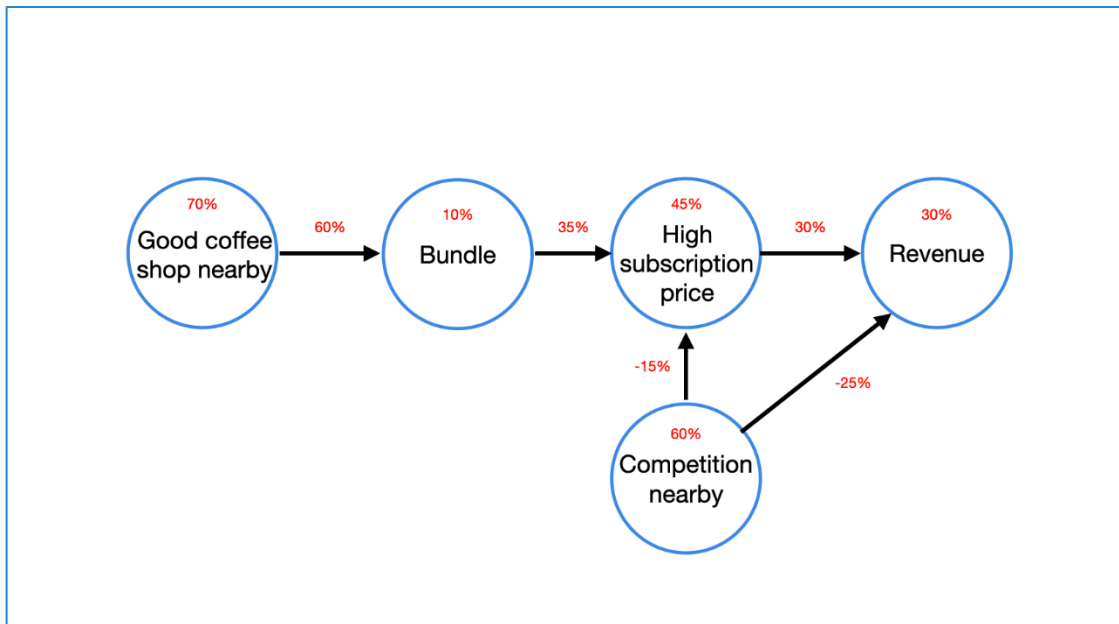 70%
Good coffee
shop nearby
60%
10%
Bundle
35%
45%
High
subscription
price
30%
30%
Revenue
-15%
-25%
60%
Competition
nearby